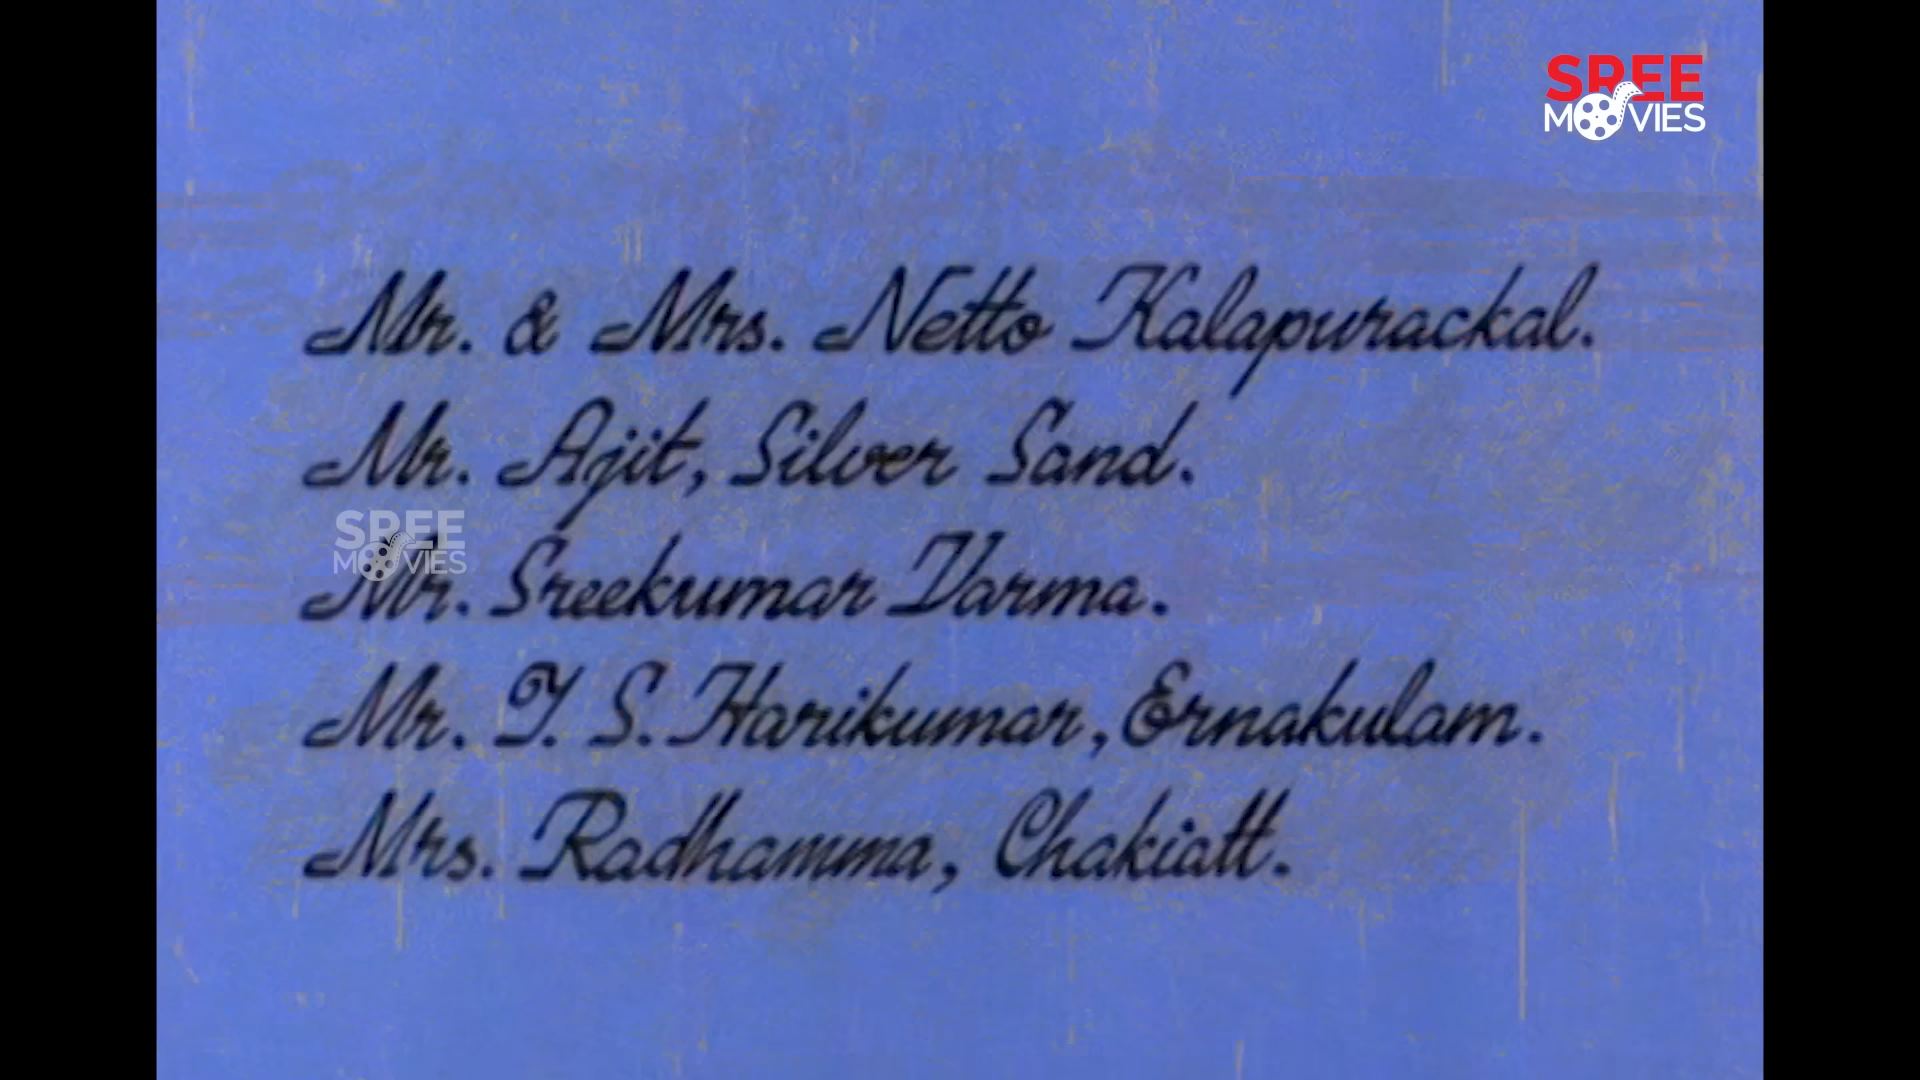 SREE
MOVIES
Mr. & Mrs. Netto Kalapurackal.
Mr. Ajit, Silver Sand.
SREE
MOVIES
Mr. Sreekumar Varma.
Mr. T. S. Harikumar, Ernakulam.
Mrs. Radhamma, Chakiatt.